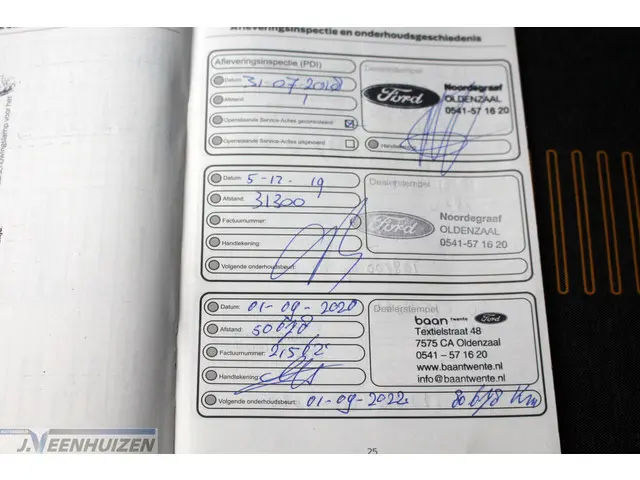 Afleveringsinspectie en onderhoudsgeschiedenis
Afleveringsinspectie (PDI)
Dealerstempel
Datum: 31-07-2018
Afstand: 1
Openstaande Service-Acties gecontroleerd
Openstaande Service-Acties uitgevoerd
Handtekening
Ford
Noordegraaf
OLDENZAAL
0541-57 16 20
Datum: 5-12-19
Afstand: 31300
Factuurnummer:
Handtekening:
Volgende onderhoudsbeurt:
Dealerstempel
Ford
Noordegraaf
OLDENZAAL
0541-57 16 20
Datum: 01-09-2020
Afstand: 50678
Factuurnummer:
Handtekening:
Volgende onderhoudsbeurt: 01-09-2022 80678 Km
Dealerstempel
baan twente Ford
Textielstraat 48
7575 CA Oldenzaal
0541 - 57 16 20
www.baantwente.nl
info@baantwente.nl
25
J. VEENHUIZEN